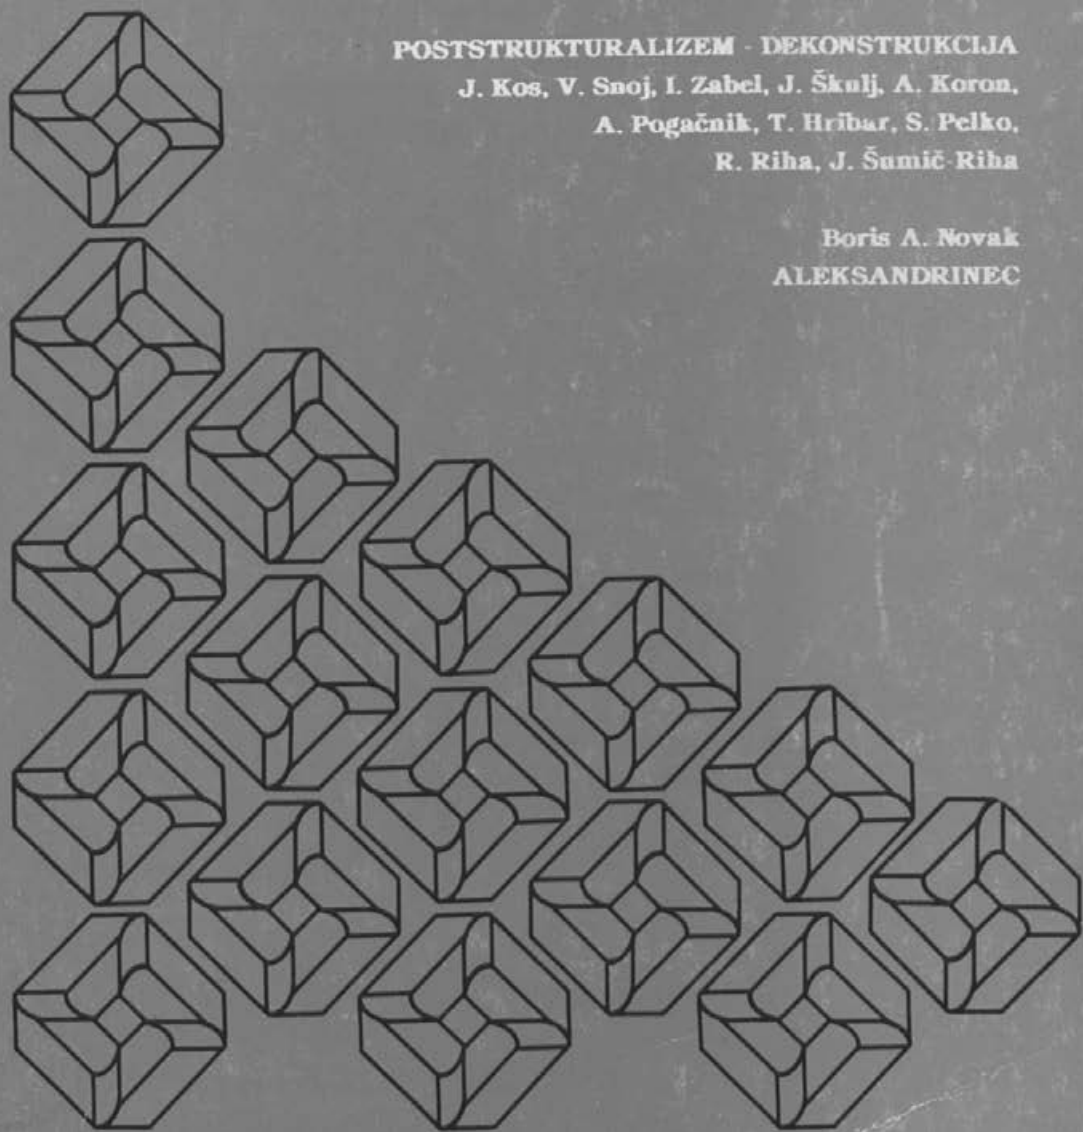 POSTSTRUKTURALIZEM - DEKONSTRUKCIJA
J. Kos, V. Snoj, I. Zabel, J. Škulj, A. Koron,
A. Pogačnik, T. Hribar, S. Pelko,
R. Riha, J. Šumič-Riha
Boris A. Novak
ALEKSANDRINEC